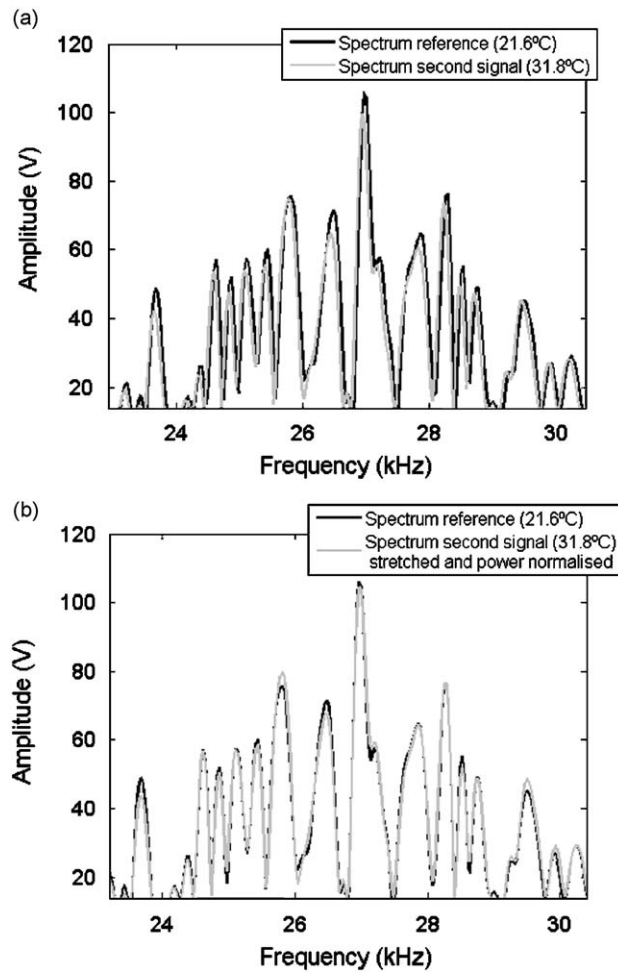 (a)
120
Spectrum reference (21.6ºC)
Spectrum second signal (31.8ºC)
100
80
60
40
20
Amplitude (V)
24 26 28 30
Frequency (kHz)
(b)
120
Spectrum reference (21.6ºC)
Spectrum second signal (31.8ºC)
stretched and power normalised
100
80
60
40
20
Amplitude (V)
24 26 28 30
Frequency (kHz)